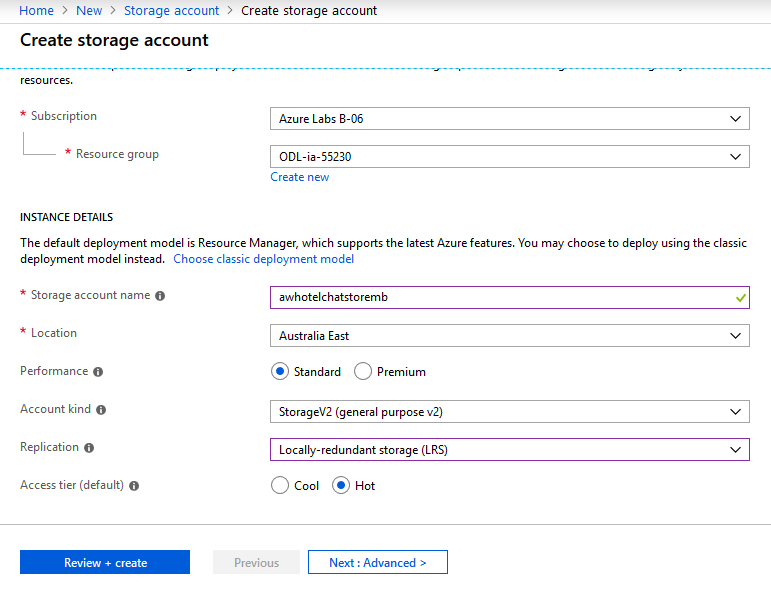 Home > New > Storage account > Create storage account
Create storage account
resources.
* Subscription
Azure Labs B-06
* Resource group
ODL-ia-55230
Create new
INSTANCE DETAILS
The default deployment model is Resource Manager, which supports the latest Azure features. You may choose to deploy using the classic
deployment model instead. Choose classic deployment model
* Storage account name
awhotelchatstoremb
* Location
Australia East
Performance
Standard Premium
Account kind
StorageV2 (general purpose v2)
Replication
Locally-redundant storage (LRS)
Access tier (default)
Cool Hot
Review + create Previous Next : Advanced >